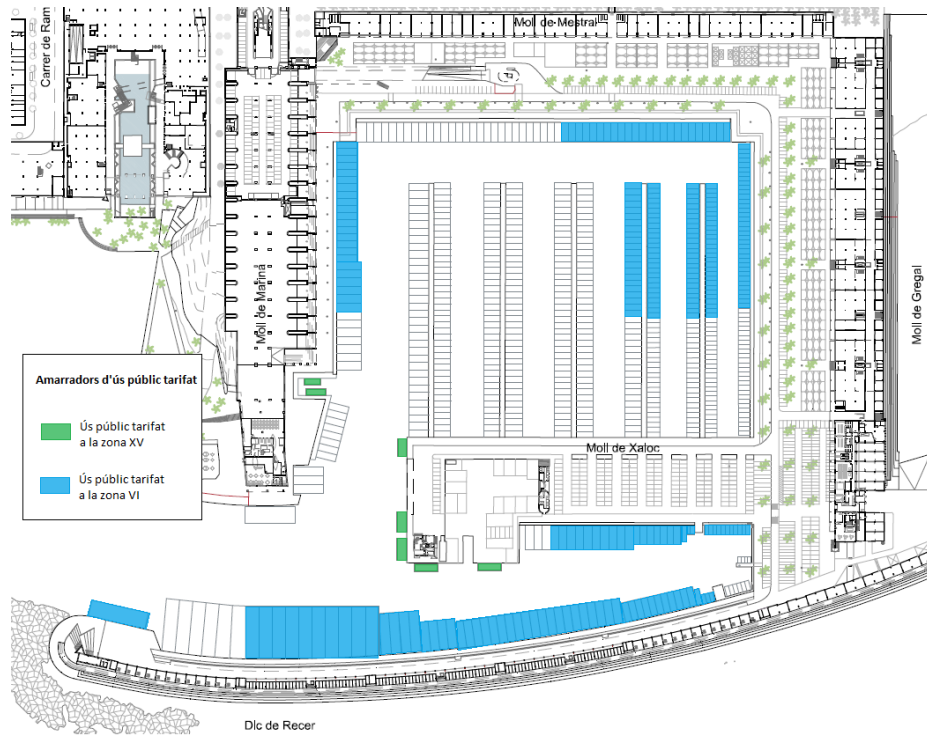 Moll de Mestral
Carrer de Ram
P
Moll de Marina
Moll de Gregal
Amarradors d'ús públic tarifat
Ús públic tarifat
a la zona XV
Ús públic tarifat
a la zona VI
Moll de Xaloc
Dic de Recer